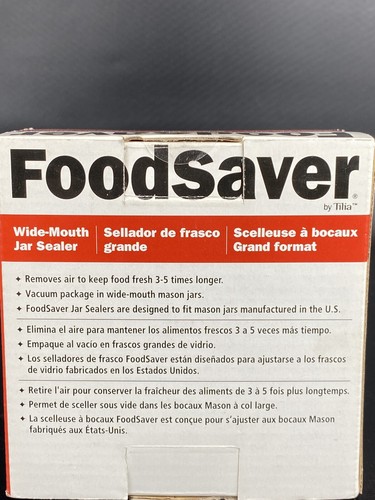 FoodSaver®
by Tilia™
Wide-Mouth
Jar Sealer
Sellador de frasco
grande
Scelleuse à bocaux
Grand format
✦ Removes air to keep food fresh 3-5 times longer.
✦ Vacuum package in wide-mouth mason jars.
✦ FoodSaver Jar Sealers are designed to fit mason jars manufactured in the U.S.
✦ Elimina el aire para mantener los alimentos frescos 3 a 5 veces más tiempo.
✦ Empaque al vacío en frascos grandes de vidrio.
✦ Los selladores de frasco FoodSaver están diseñados para ajustarse a los frascos
de vidrio fabricados en los Estados Unidos.
✦ Retire l'air pour conserver la fraîcheur des aliments de 3 à 5 fois plus longtemps.
✦ Permet de sceller sous vide dans les bocaux Mason à col large.
✦ La scelleuse à bocaux FoodSaver est conçue pour s'ajuster aux bocaux Mason
fabriqués aux États-Unis.